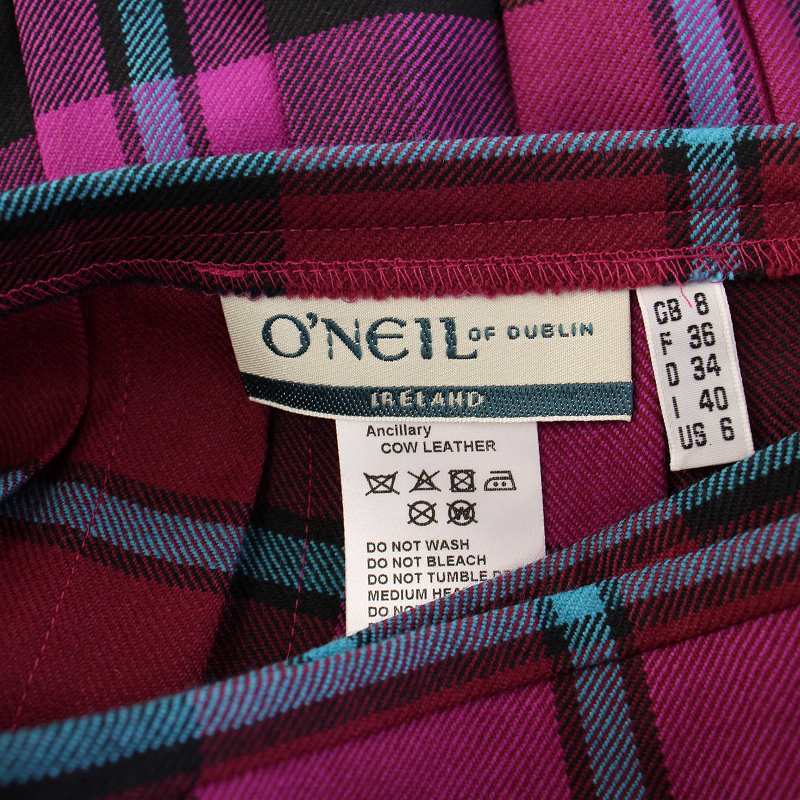 O'NEIL OF DUBLIN
IRELAND
GB 8
F 36
D 34
I 40
US 6
Ancillary
COW LEATHER
DO NOT WASH
DO NOT BLEACH
DO NOT TUMBLE
MEDIUM
DO